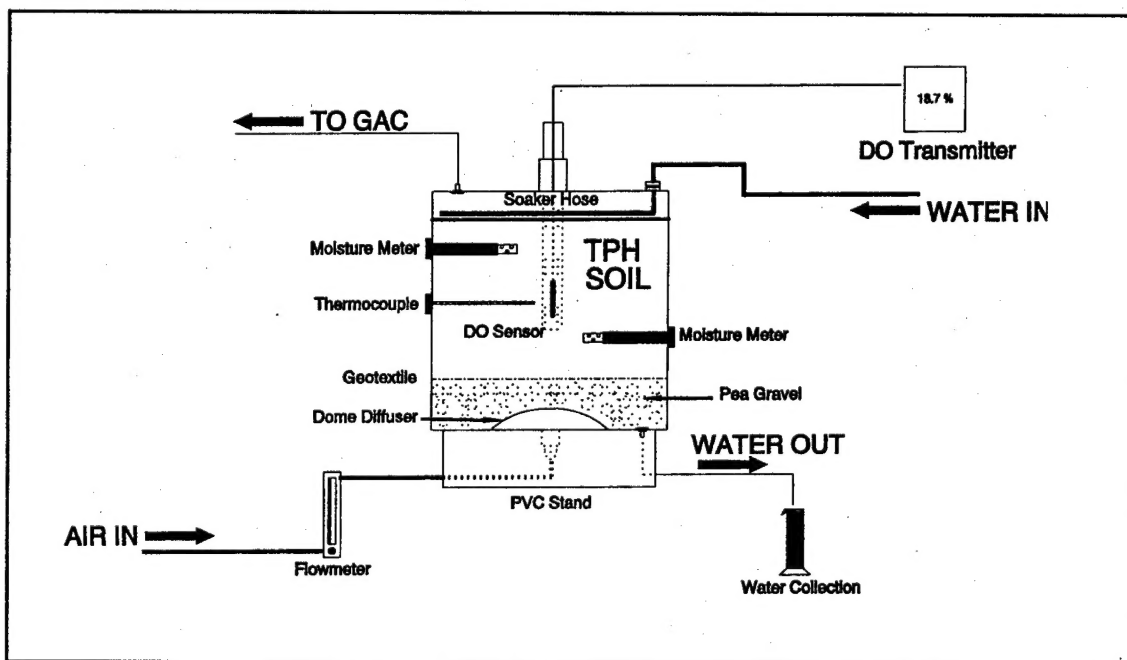 18.7 %
TO GAC
DO Transmitter
Soaker Hose
WATER IN
Moisture Meter
TPH
SOIL
Thermocouple
DO Sensor
Moisture Meter
Geotextile
Pea Gravel
Dome Diffuser
WATER OUT
PVC Stand
AIR IN
Flowmeter
Water Collection